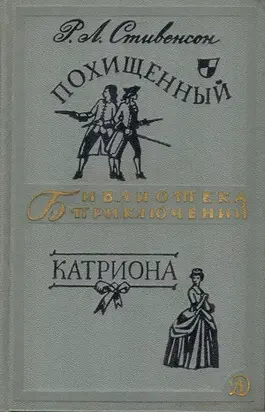 Р. Л. Стивенсон
ПОХИЩЕННЫЙ
БИБЛИОТЕКА
ПРИКЛЮЧЕНИЙ
КАТРИОНА